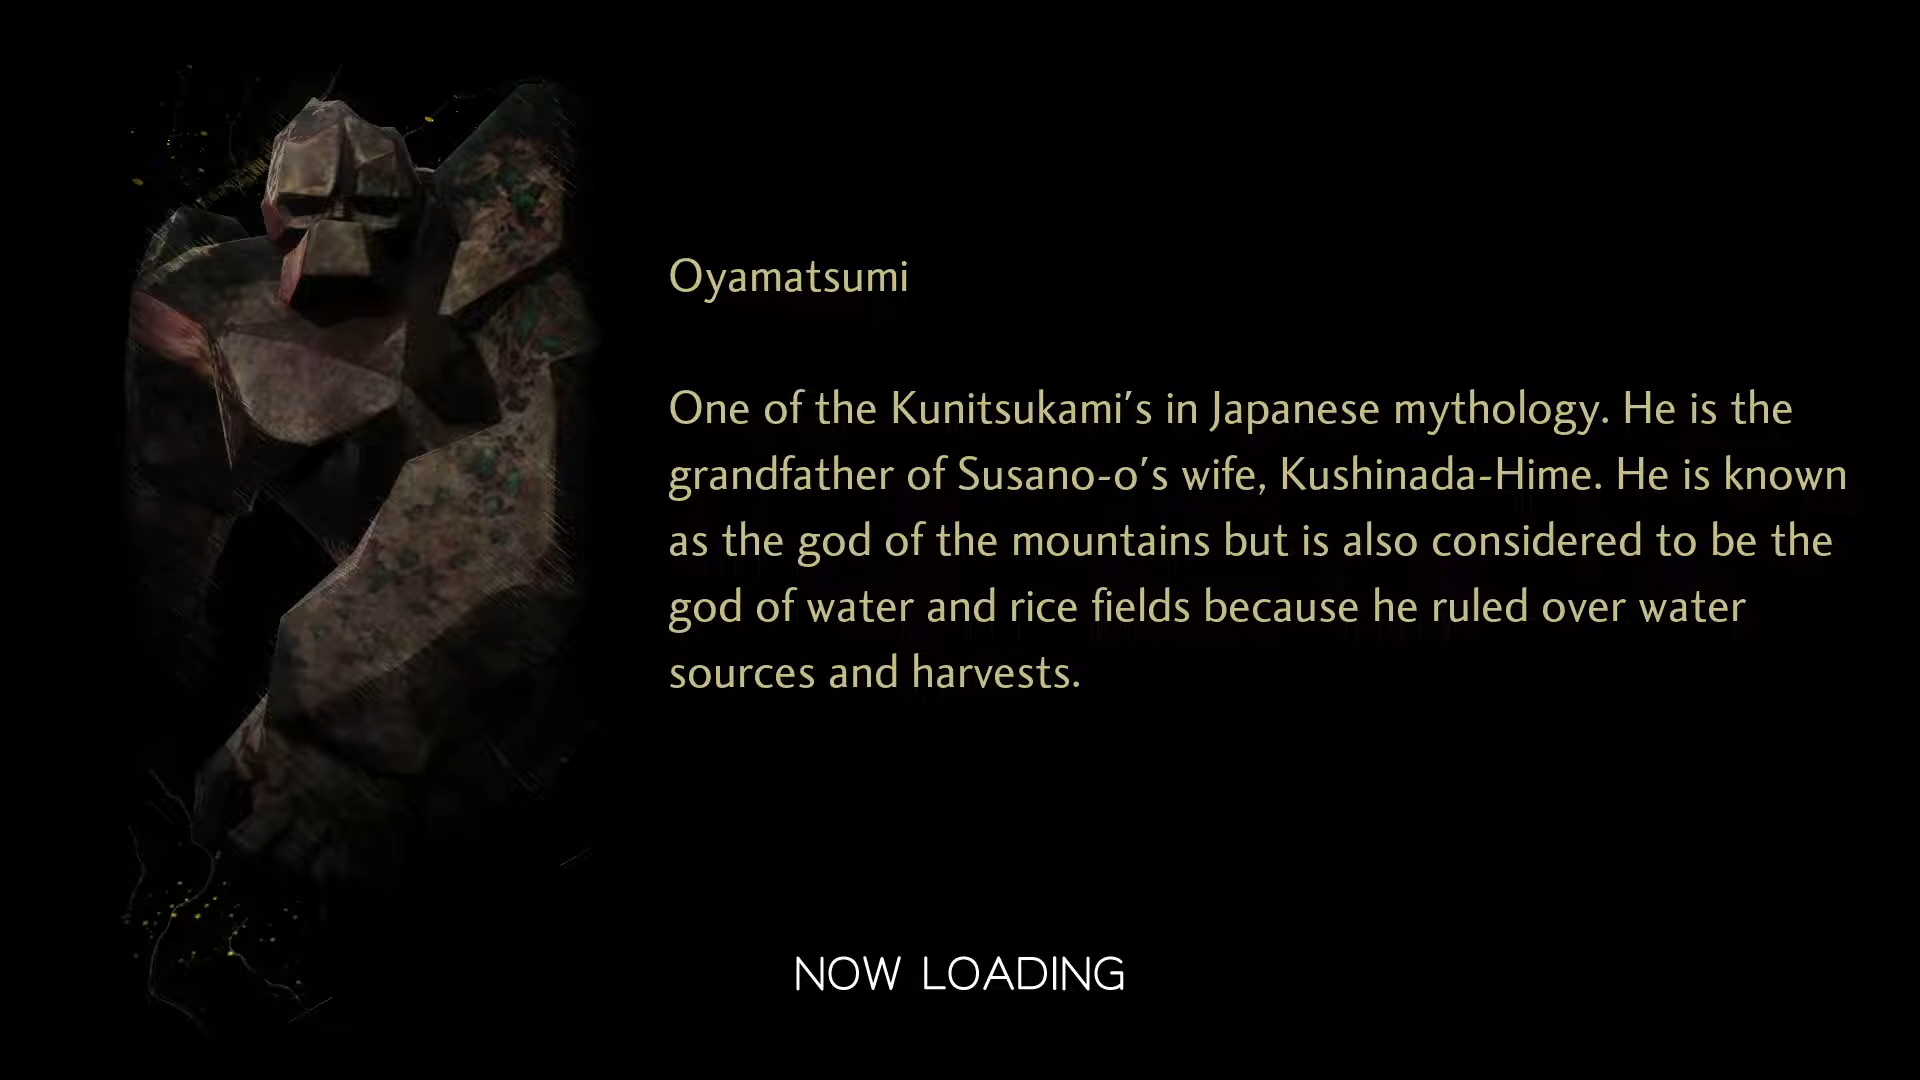 Oyamatsumi
One of the Kunitsukami's in Japanese mythology. He is the
grandfather of Susano-o's wife, Kushinada-Hime. He is known
as the god of the mountains but is also considered to be the
god of water and rice fields because he ruled over water
sources and harvests.
NOW LOADING